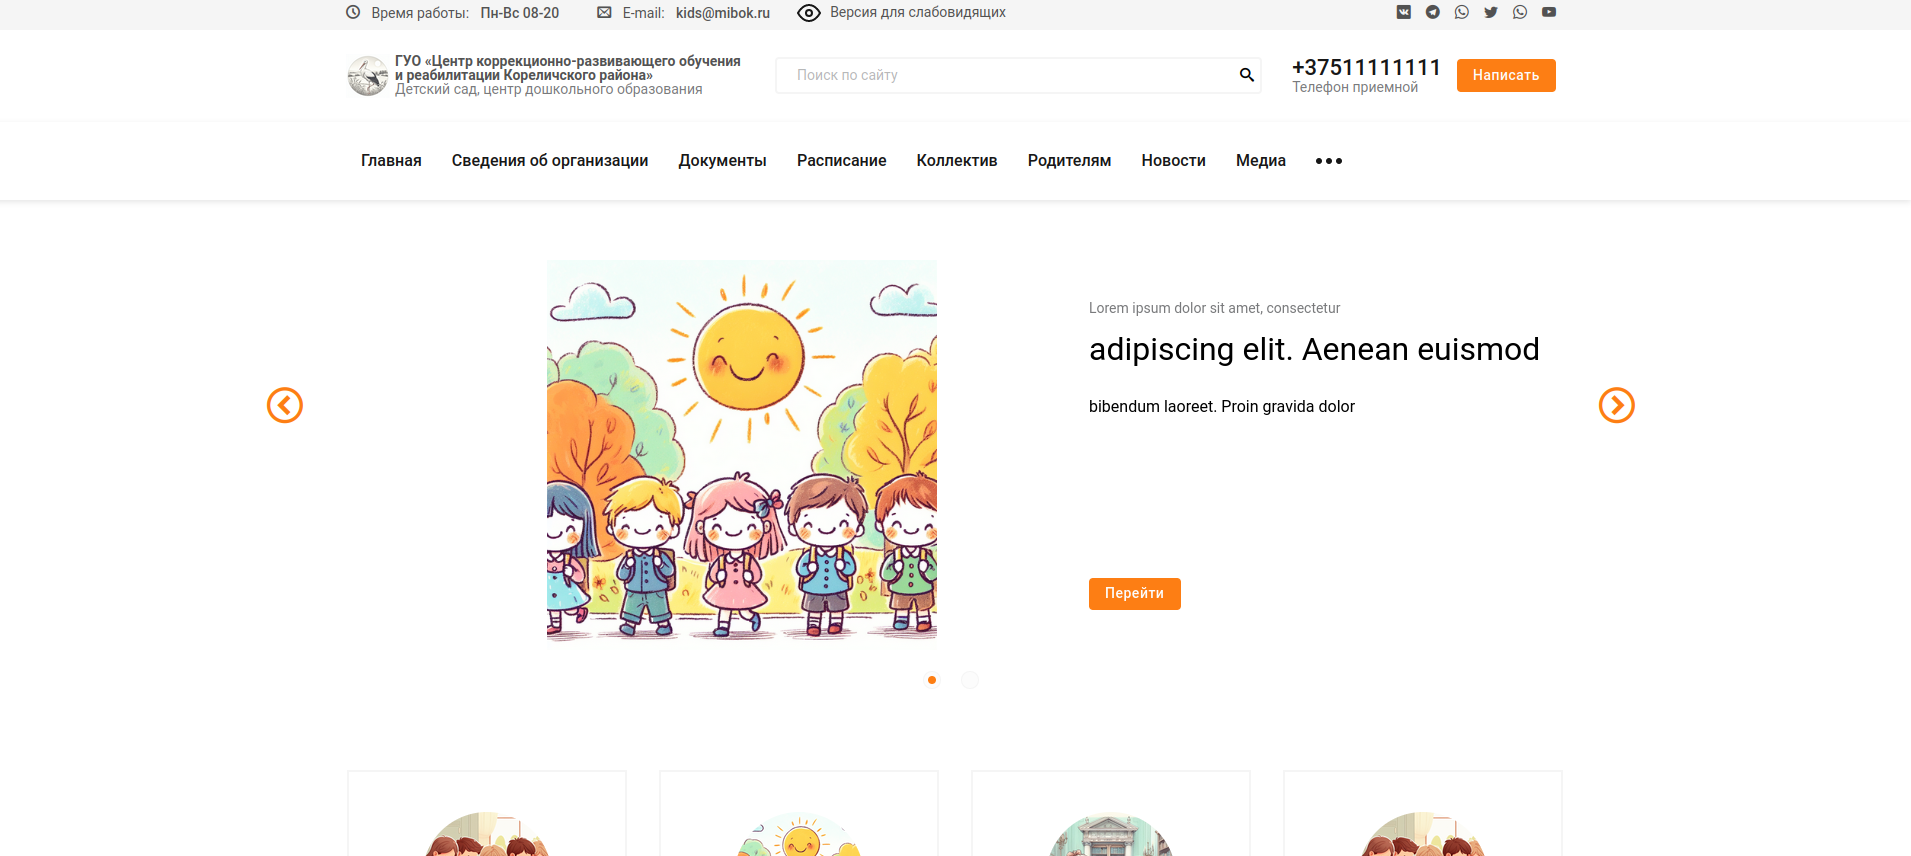 Время работы: Пн-Вс 08-20 E-mail: kids@mibok.ru Версия для слабовидящих
ГУО «Центр коррекционно-развивающего обучения
и реабилитации Кореличского района»
Детский сад, центр дошкольного образования
Поиск по сайту
+37511111111
Телефон приемной
Написать
Главная Сведения об организации Документы Расписание Коллектив Родителям Новости Медиа
Lorem ipsum dolor sit amet, consectetur
adipiscing elit. Aenean euismod
bibendum laoreet. Proin gravida dolor
Перейти